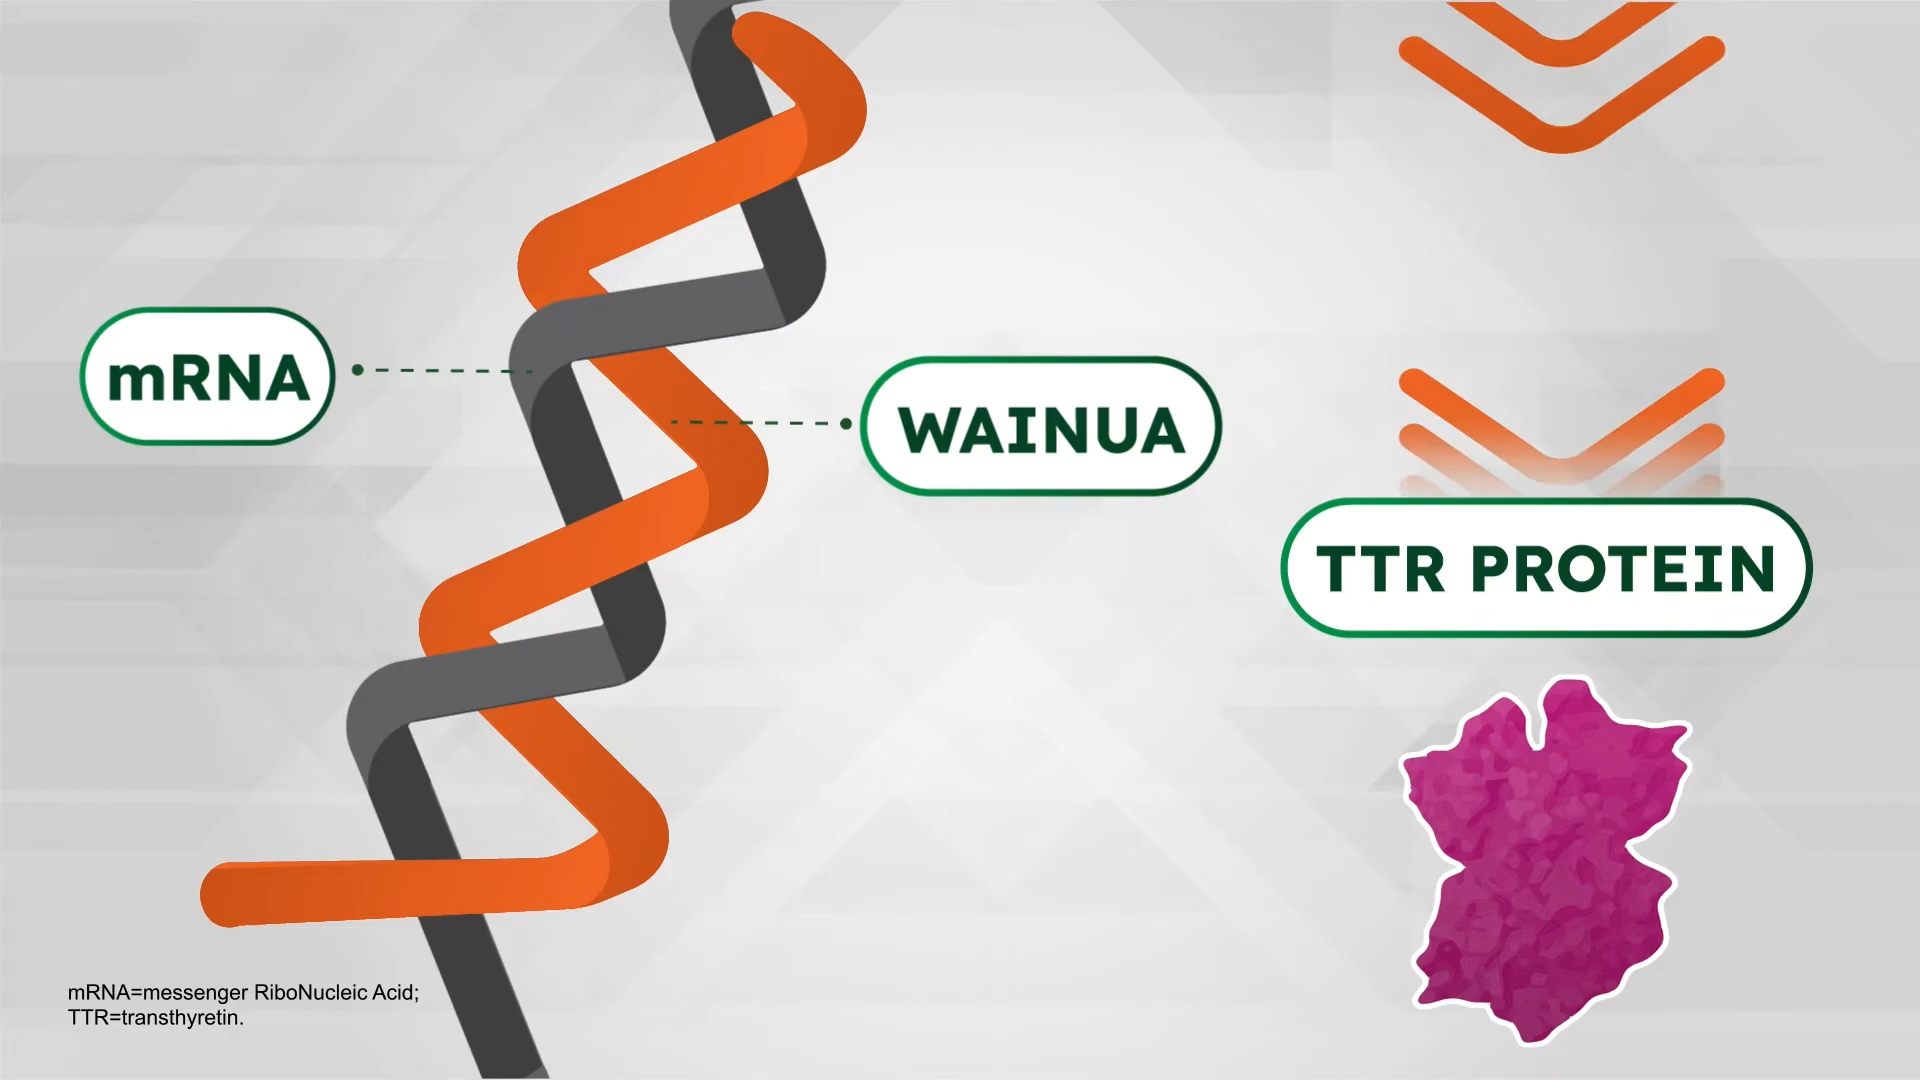 mRNA
WAINUA
TTR PROTEIN
mRNA=messenger RiboNucleic Acid;
TTR=transthyretin.